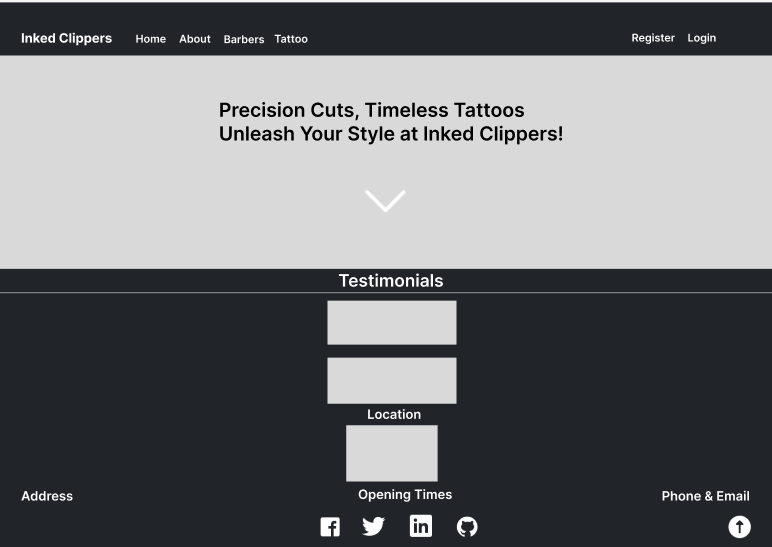 Inked Clippers Home About Barbers Tattoo Register Login
Precision Cuts, Timeless Tattoos
Unleash Your Style at Inked Clippers!
Testimonials
Location
Address Opening Times Phone & Email